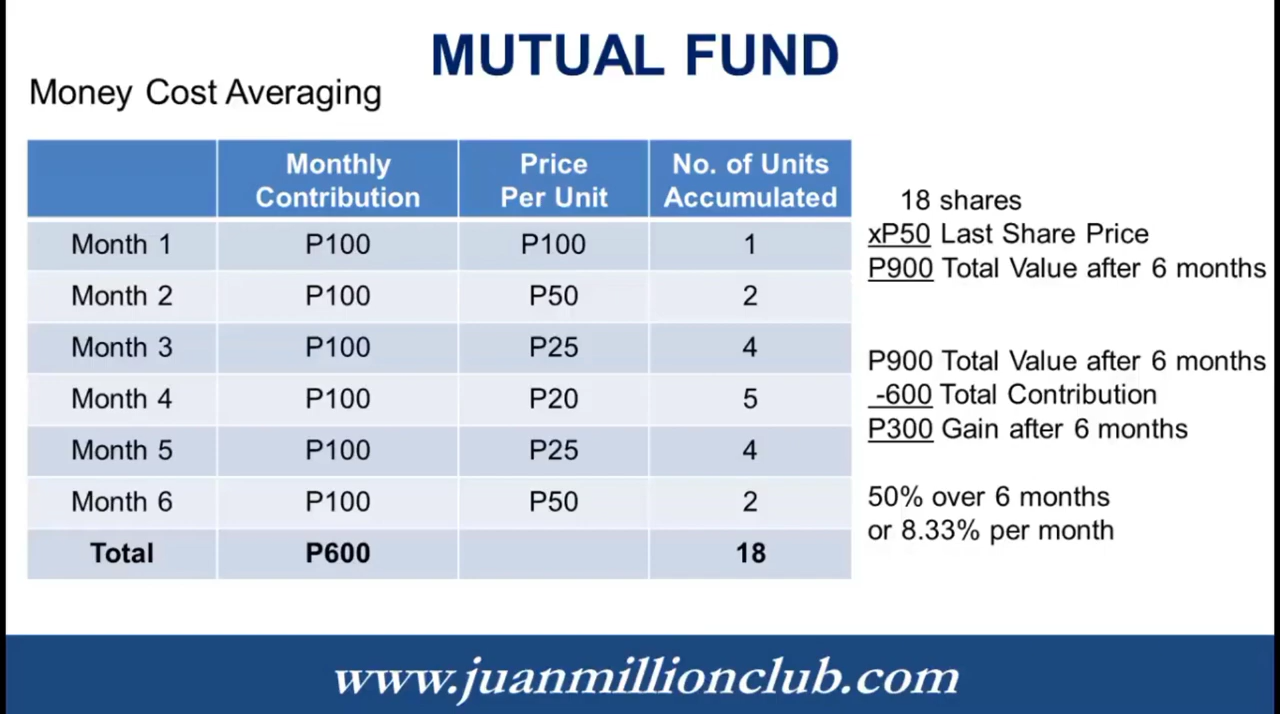 MUTUAL FUND
Money Cost Averaging
Monthly Contribution Price Per Unit No. of Units Accumulated
Month 1 P100 P100 1
Month 2 P100 P50 2
Month 3 P100 P25 4
Month 4 P100 P20 5
Month 5 P100 P25 4
Month 6 P100 P50 2
Total P600 18
18 shares
xP50 Last Share Price
P900 Total Value after 6 months
P900 Total Value after 6 months
-600 Total Contribution
P300 Gain after 6 months
50% over 6 months
or 8.33% per month
www.juanmillionclub.com